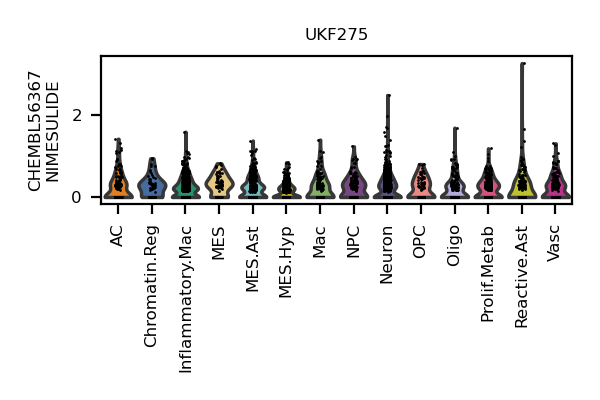 UKF275
CHEMBL56367
NIMESULIDE
2
0
AC
Chromatin.Reg
Inflammatory.Mac
MES
MES.Ast
MES.Hyp
Mac
NPC
Neuron
OPC
Oligo
Prolif.Metab
Reactive.Ast
Vasc